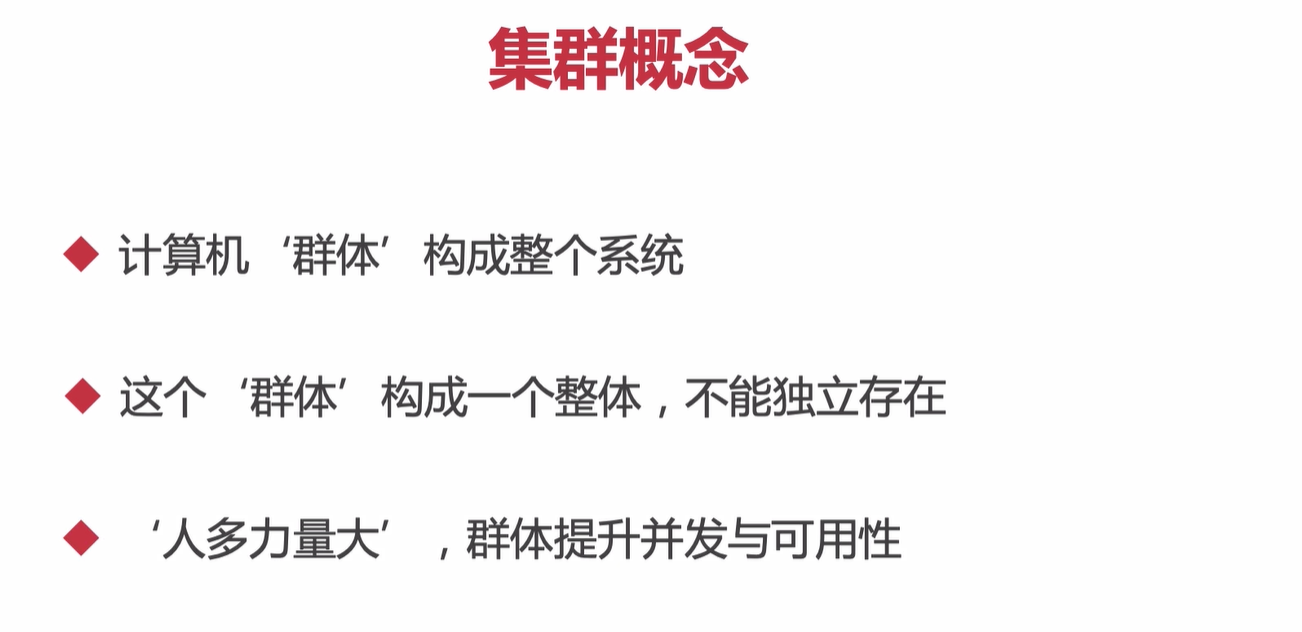 集群概念
计算机‘群体’构成整个系统
这个‘群体’构成一个整体，不能独立存在
‘人多力量大’，群体提升并发与可用性